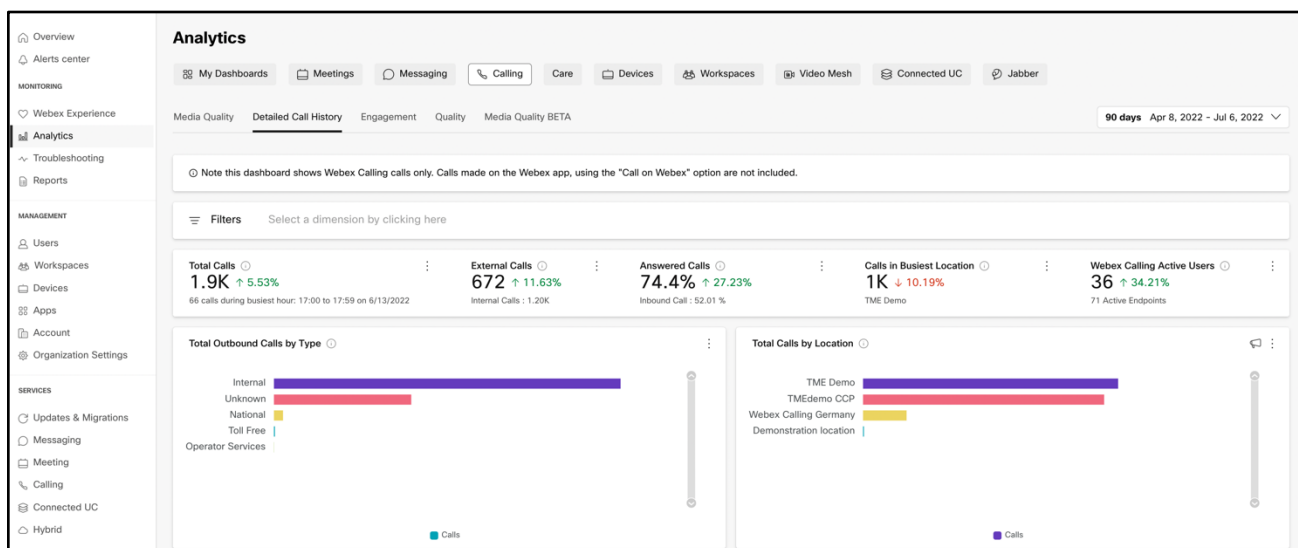 Overview
Alerts center
MONITORING
Webex Experience
Analytics
Troubleshooting
Reports
MANAGEMENT
Users
Workspaces
Devices
Apps
Account
Organization Settings
SERVICES
Updates & Migrations
Messaging
Meeting
Calling
Connected UC
Hybrid
Analytics
My Dashboards Meetings Messaging Calling Care Devices Workspaces Video Mesh Connected UC Jabber
Media Quality Detailed Call History Engagement Quality Media Quality BETA 90 days Apr 8, 2022 - Jul 6, 2022
Note this dashboard shows Webex Calling calls only. Calls made on the Webex app, using the "Call on Webex" option are not included.
Filters Select a dimension by clicking here
Total Calls External Calls Answered Calls Calls in Busiest Location Webex Calling Active Users
1.9K ↑ 5.53% 672 ↑ 11.63% 74.4% ↑ 27.23% 1K ↓ 10.19% 36 ↑ 34.21%
66 calls during busiest hour: 17:00 to 17:59 on 6/13/2022 Internal Calls : 1.20K Inbound Call : 52.01 % TME Demo 71 Active Endpoints
Total Outbound Calls by Type
Internal
Unknown
National
Toll Free
Operator Services
Calls
Total Calls by Location
TME Demo
TMEdemo CCP
Webex Calling Germany
Demonstration location
Calls